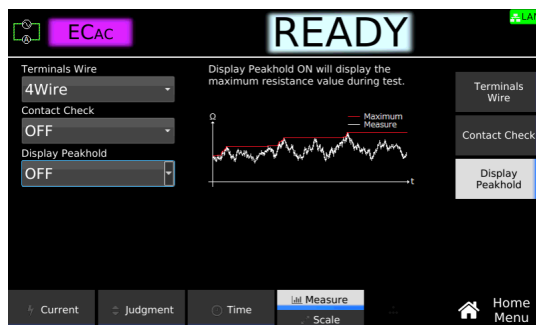 ECAC
READY
LAN
Terminals Wire
4Wire
Contact Check
OFF
Display Peakhold
OFF
Display Peakhold ON will display the
maximum resistance value during test.
Ω
Maximum
Measure
t
Terminals
Wire
Contact Check
Display
Peakhold
Current
Judgment
Time
Measure
Scale
Home
Menu